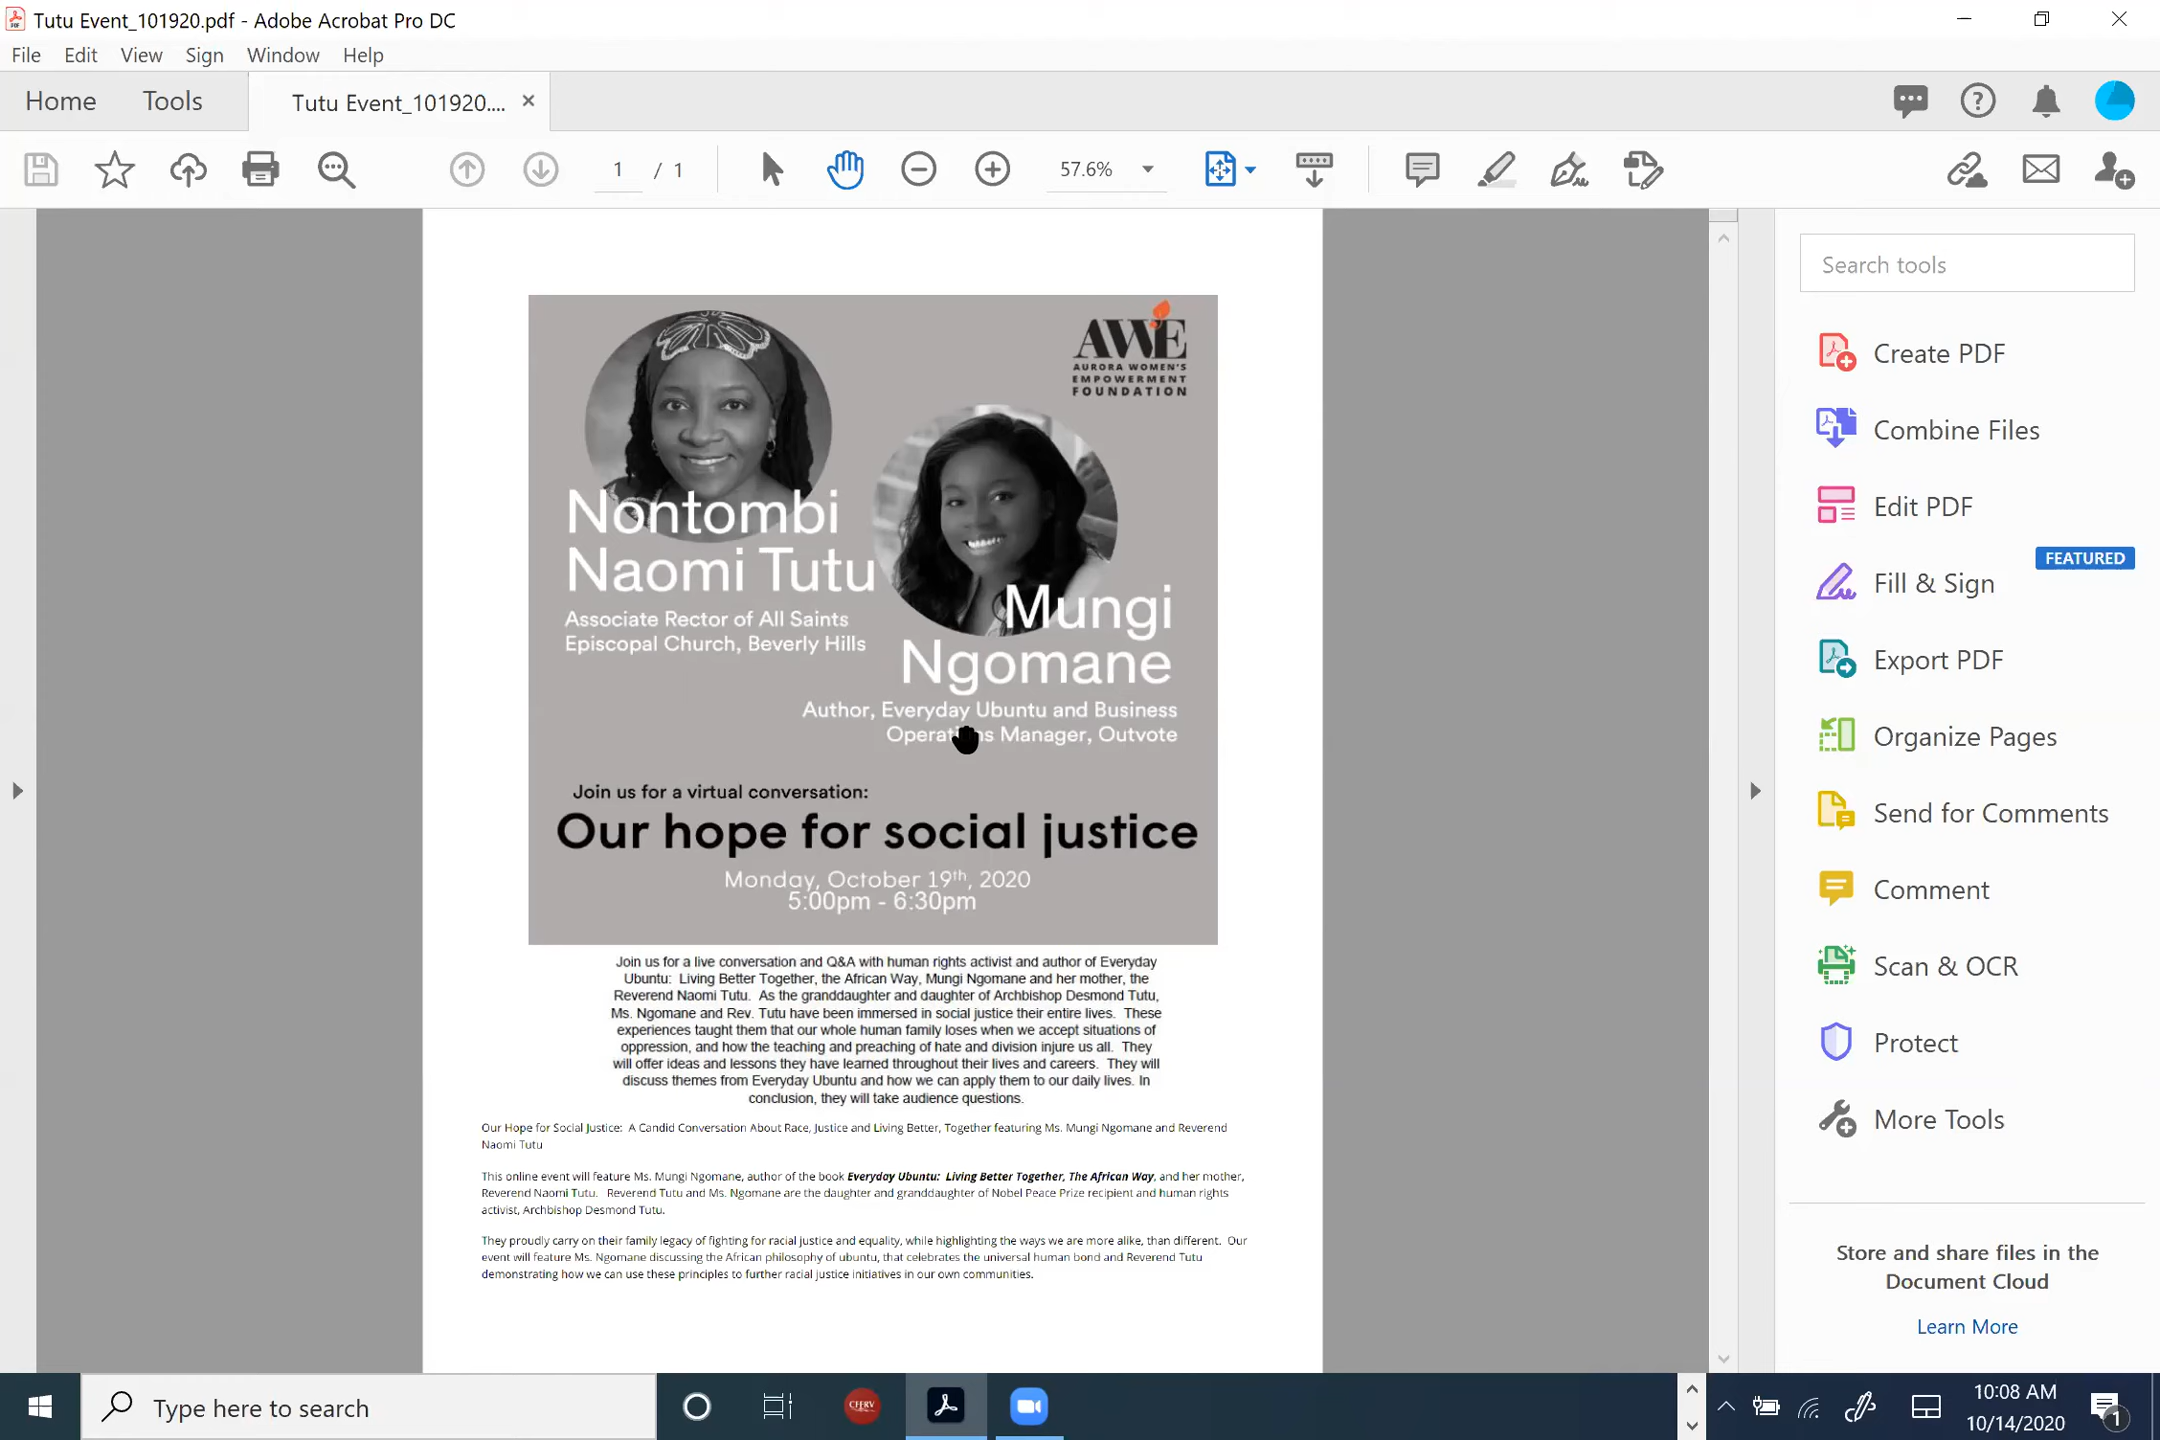 Tutu Event_101920.pdf - Adobe Acrobat Pro DC
File Edit View Sign Window Help
Home Tools Tutu Event_101920....
1 / 1 57.6%
Search tools
Create PDF
Combine Files
Edit PDF
FEATURED
Fill & Sign
Export PDF
Organize Pages
Send for Comments
Comment
Scan & OCR
Protect
More Tools
Store and share files in the
Document Cloud
Learn More
AWE
AURORA WOMEN'S
EMPOWERMENT
FOUNDATION
Nontombi
Naomi Tutu
Associate Rector of All Saints
Episcopal Church, Beverly Hills
Mungi
Ngomane
Author, Everyday Ubuntu and Business
Manager, Outvote
Join us for a virtual conversation:
Our hope for social justice
Monday, October 19th, 2020
5:00pm - 6:30pm
Join us for a live conversation and Q&A with human rights activist and author of Everyday
Ubuntu: Living Better Together, the African Way, Mungi Ngomane and her mother, the
Reverend Naomi Tutu. As the granddaughter and daughter of Archbishop Desmond Tutu,
Ms. Ngomane and Rev. Tutu have been immersed in social justice their entire lives. These
experiences taught them that our whole human family loses when we accept situations of
oppression, and how the teaching and preaching of hate and division injure us all. They
will offer ideas and lessons they have learned throughout their lives and careers. They will
discuss themes from Everyday Ubuntu and how we can apply them to our daily lives. In
conclusion, they will take audience questions.
Our Hope for Social Justice: A Candid Conversation About Race, Justice and Living Better, Together featuring Ms. Mungi Ngomane and Reverend
Naomi Tutu
This online event will feature Ms. Mungi Ngomane, author of the book Everyday Ubuntu: Living Better Together, The African Way, and her mother,
Reverend Naomi Tutu. Reverend Tutu and Ms. Ngomane are the daughter and granddaughter of Nobel Peace Prize recipient and human rights
activist, Archbishop Desmond Tutu.
They proudly carry on their family legacy of fighting for racial justice and equality, while highlighting the ways we are more alike, than different. Our
event will feature Ms. Ngomane discussing the African philosophy of ubuntu, that celebrates the universal human bond and Reverend Tutu
demonstrating how we can use these principles to further racial justice initiatives in our own communities.
Type here to search
CFFRV
10:08 AM
10/14/2020
1